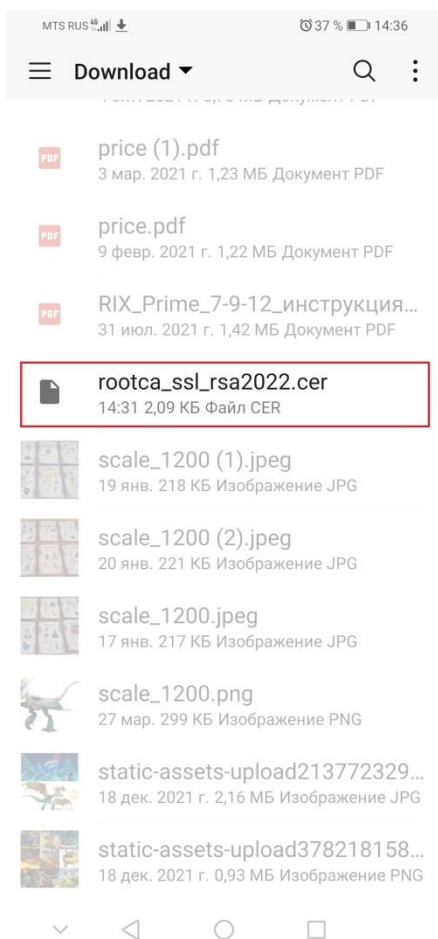 MTS RUS 46 37 % 14:36
Download
PDF
price (1).pdf
3 мар. 2021 г. 1,23 МБ Документ PDF
PDF
price.pdf
9 февр. 2021 г. 1,22 МБ Документ PDF
PDF
RIX_Prime_7-9-12_инструкция...
31 июл. 2021 г. 1,42 МБ Документ PDF
rootca_ssl_rsa2022.cer
14:31 2,09 КБ Файл CER
scale_1200 (1).jpeg
19 янв. 218 КБ Изображение JPG
scale_1200 (2).jpeg
20 янв. 221 КБ Изображение JPG
scale_1200.jpeg
17 янв. 217 КБ Изображение JPG
scale_1200.png
27 мар. 299 КБ Изображение PNG
static-assets-upload213772329...
18 дек. 2021 г. 2,16 МБ Изображение JPG
static-assets-upload378218158...
18 дек. 2021 г. 0,93 МБ Изображение PNG